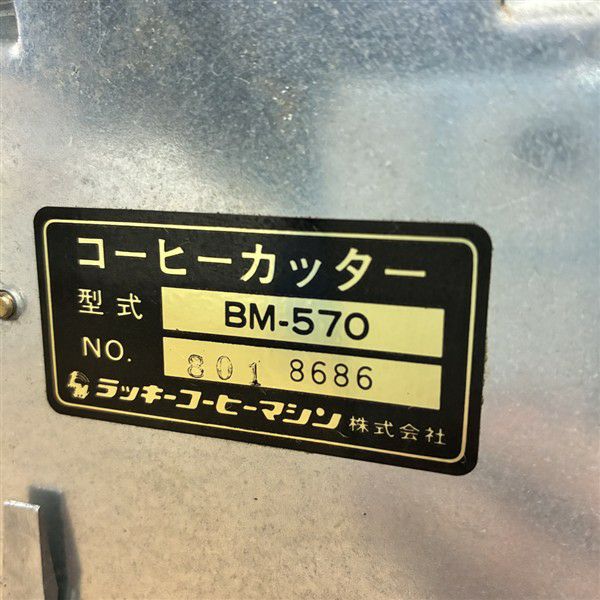 コーヒーカッター
型式 BM-570
NO. 801 8686
ラッキーコーヒーマシン株式会社